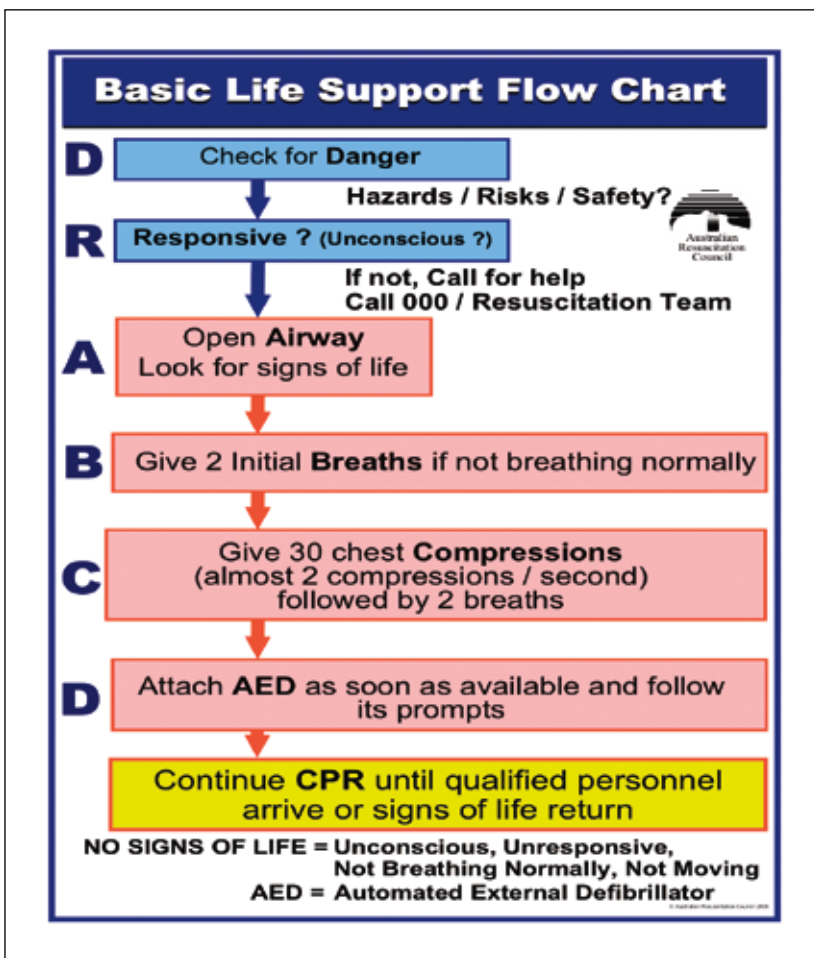 Basic Life Support Flow Chart
D
Check for Danger
Hazards / Risks / Safety?
Australian
Resuscitation
Council
R
Responsive ? (Unconscious ?)
If not, Call for help
Call 000 / Resuscitation Team
A
Open Airway
Look for signs of life
B
Give 2 Initial Breaths if not breathing normally
C
Give 30 chest Compressions
(almost 2 compressions / second)
followed by 2 breaths
D
Attach AED as soon as available and follow
its prompts
Continue CPR until qualified personnel
arrive or signs of life return
NO SIGNS OF LIFE = Unconscious, Unresponsive,
Not Breathing Normally, Not Moving
AED = Automated External Defibrillator
© Australian Resuscitation Council